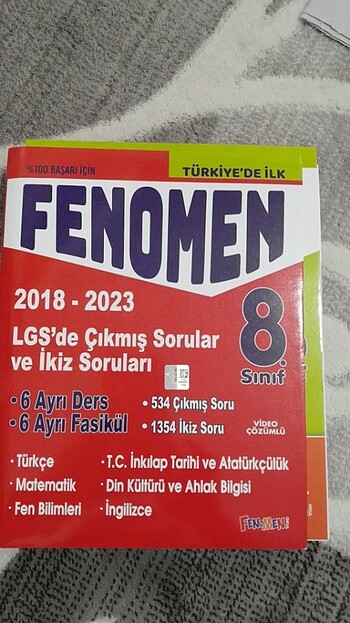 %100 BAŞARI İÇİN
TÜRKİYE'DE İLK
FENOMEN
2018 - 2023
8.
Sınıf
LGS'de Çıkmış Sorular
ve İkiz Soruları
• 6 Ayrı Ders
• 6 Ayrı Fasikül
• 534 Çıkmış Soru
• 1354 İkiz Soru
VİDEO
ÇÖZÜMLÜ
· Türkçe
· Matematik
· Fen Bilimleri
· T.C. İnkılap Tarihi ve Atatürkçülük
· Din Kültürü ve Ahlak Bilgisi
· İngilizce
FENOMEN